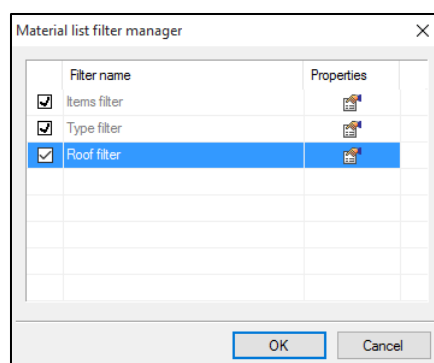 Material list filter manager
Filter name Properties
Items filter
Type filter
Roof filter
OK Cancel